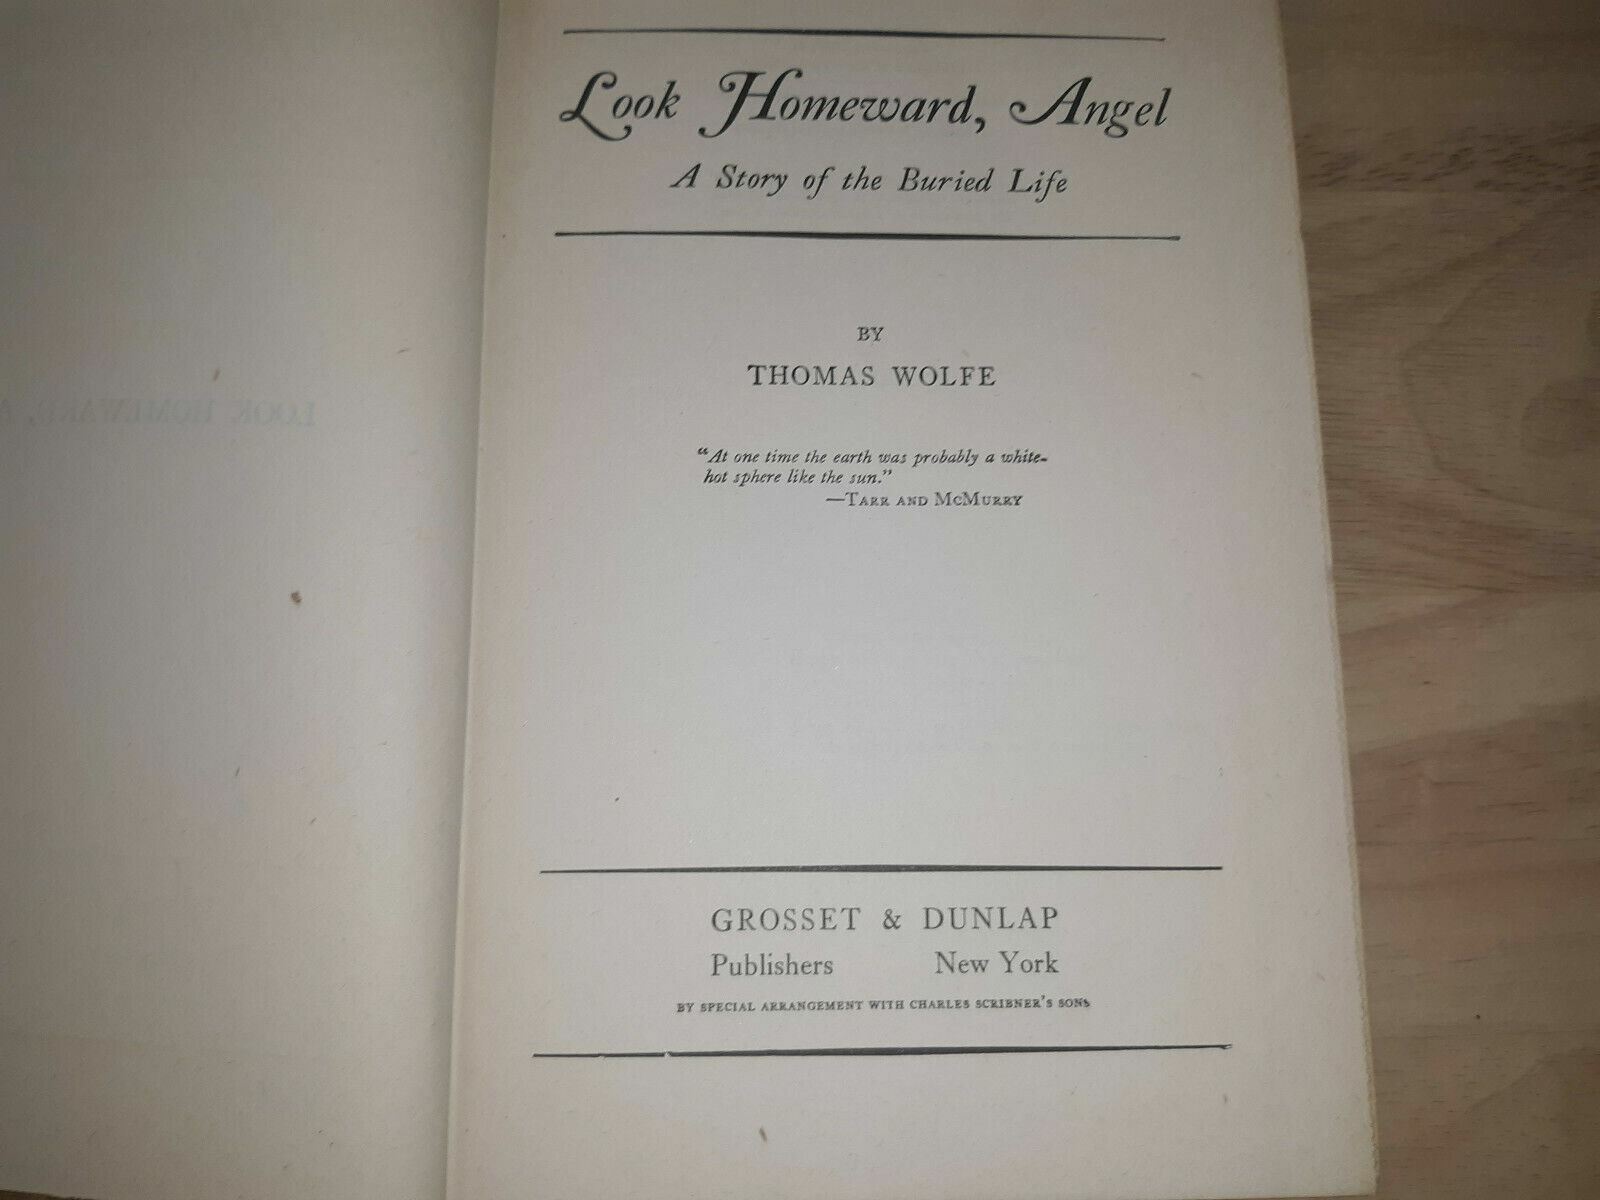 LOOK HOMEWARD, A
Look Homeward, Angel
A Story of the Buried Life
BY
THOMAS WOLFE
"At one time the earth was probably a white-
hot sphere like the sun."
—TARR AND MCMURRY
GROSSET & DUNLAP
Publishers New York
BY SPECIAL ARRANGEMENT WITH CHARLES SCRIBNER'S SONS